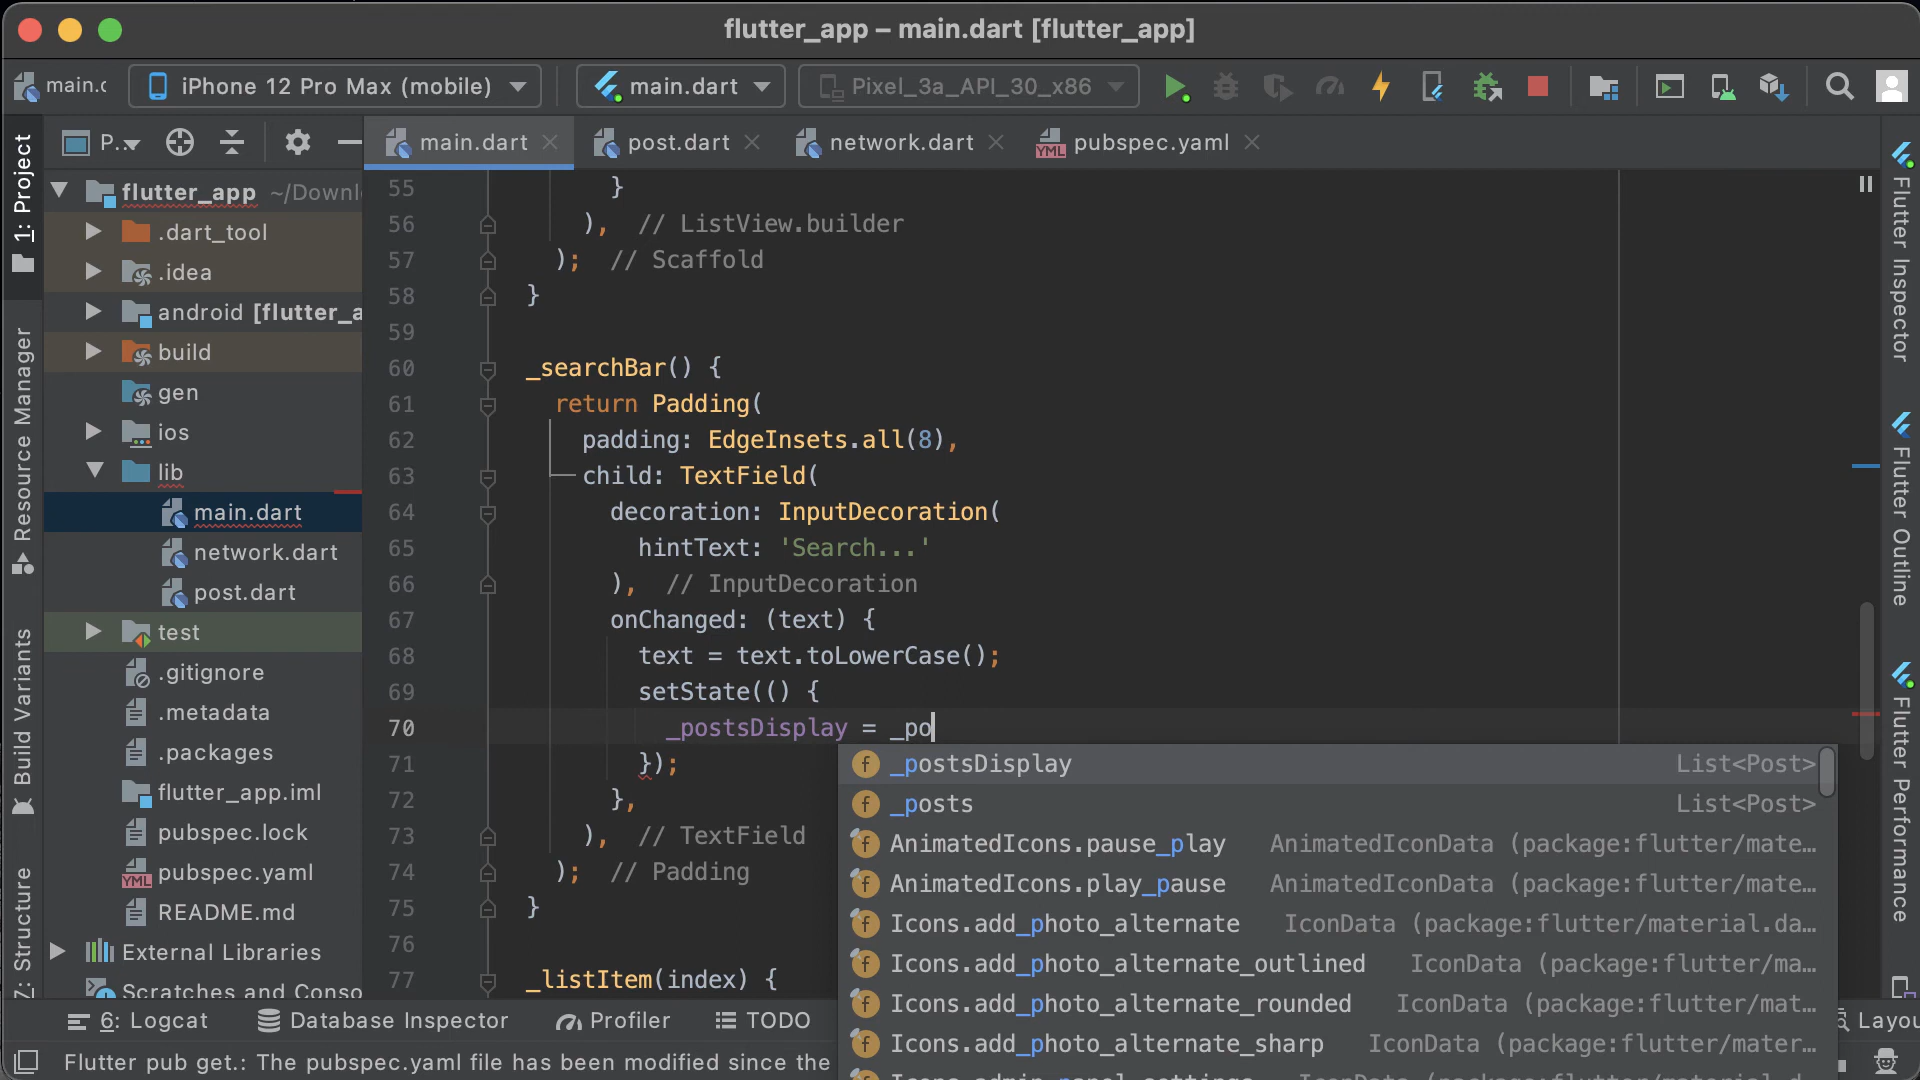 flutter_app – main.dart [flutter_app]
main.c
iPhone 12 Pro Max (mobile)
main.dart
Pixel_3a_API_30_x86
P...
main.dart
post.dart
network.dart
YML pubspec.yaml
1: Project
Resource Manager
Build Variants
7: Structure
flutter_app ~/Downl
.dart_tool
.idea
android [flutter_a
build
gen
ios
lib
main.dart
network.dart
post.dart
test
.gitignore
.metadata
.packages
flutter_app.iml
pubspec.lock
YML pubspec.yaml
README.md
External Libraries
Scratches and Conso
55 }
56 ), // ListView.builder
57 ); // Scaffold
58 }
59
60 _searchBar() {
61 return Padding(
62 padding: EdgeInsets.all(8),
63 child: TextField(
64 decoration: InputDecoration(
65 hintText: 'Search...'
66 ), // InputDecoration
67 onChanged: (text) {
68 text = text.toLowerCase();
69 setState(() {
70 _postsDisplay = _po
71 });
72 },
73 ), // TextField
74 ); // Padding
75 }
76
77 _listItem(index) {
f _postsDisplay List<Post>
f _posts List<Post>
f AnimatedIcons.pause_play AnimatedIconData (package:flutter/mate…
f AnimatedIcons.play_pause AnimatedIconData (package:flutter/mate…
f Icons.add_photo_alternate IconData (package:flutter/material.da…
f Icons.add_photo_alternate_outlined IconData (package:flutter/ma…
f Icons.add_photo_alternate_rounded IconData (package:flutter/mat…
f Icons.add_photo_alternate_sharp IconData (package:flutter/mater…
Flutter Inspector
Flutter Outline
Flutter Performance
6: Logcat
Database Inspector
Profiler
TODO
Layou
Flutter pub get.: The pubspec.yaml file has been modified since the